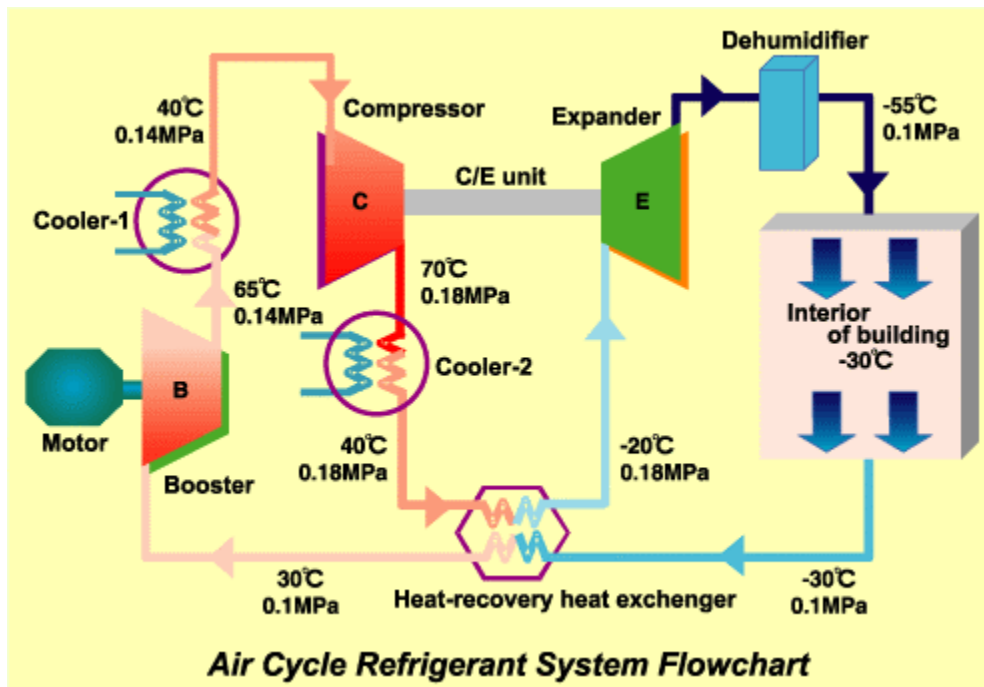 Dehumidifier
40℃
0.14MPa
Compressor
Expander
-55℃
0.1MPa
C/E unit
C
E
Cooler-1
65℃
0.14MPa
70℃
0.18MPa
Interior
of building
-30℃
Cooler-2
B
Motor
Booster
40℃
0.18MPa
-20℃
0.18MPa
30℃
0.1MPa
Heat-recovery heat exchenger
-30℃
0.1MPa
Air Cycle Refrigerant System Flowchart